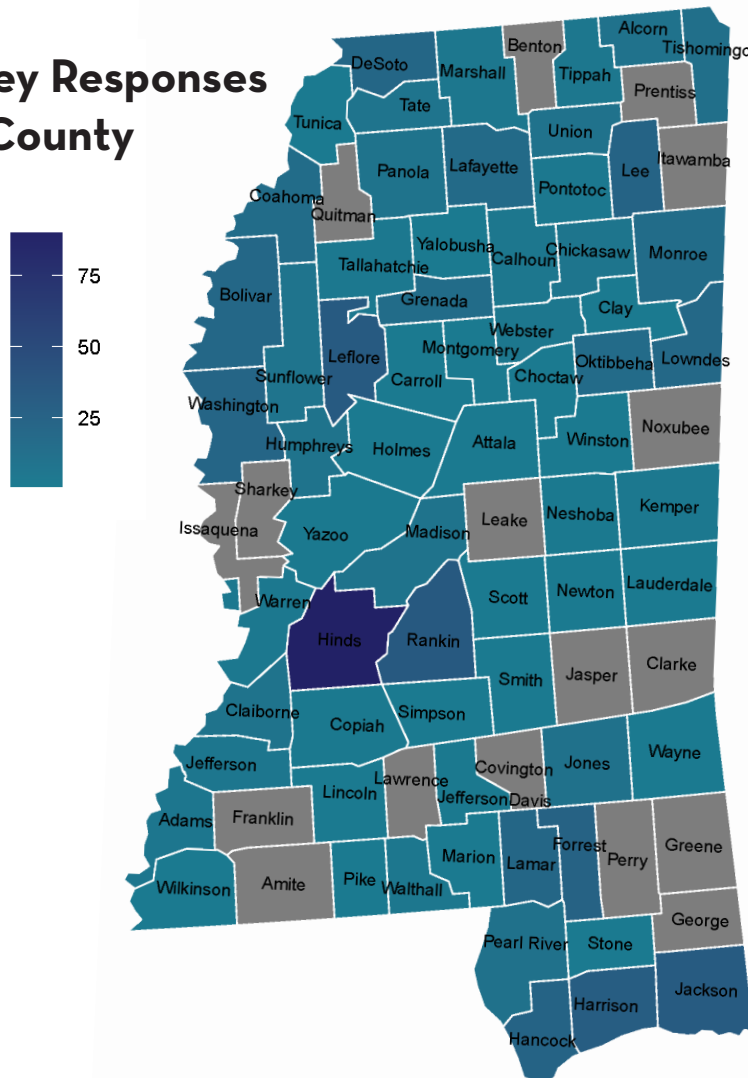 ey Responses
County
75
50
25
DeSoto
Marshall
Benton
Tippah
Alcorn
Tishomingo
Prentiss
Tunica
Tate
Union
Lee
Itawamba
Coahoma
Quitman
Panola
Lafayette
Pontotoc
Tallahatchie
Yalobusha
Calhoun
Chickasaw
Monroe
Bolivar
Grenada
Clay
Sunflower
Leflore
Carroll
Montgomery
Webster
Choctaw
Oktibbeha
Lowndes
Washington
Humphreys
Holmes
Attala
Winston
Noxubee
Sharkey
Issaquena
Yazoo
Madison
Leake
Neshoba
Kemper
Warren
Hinds
Rankin
Scott
Newton
Lauderdale
Claiborne
Copiah
Simpson
Smith
Jasper
Clarke
Jefferson
Lincoln
Lawrence
Jefferson Davis
Covington
Jones
Wayne
Adams
Franklin
Wilkinson
Amite
Pike
Walthall
Marion
Lamar
Forrest
Perry
Greene
Pearl River
Stone
George
Hancock
Harrison
Jackson